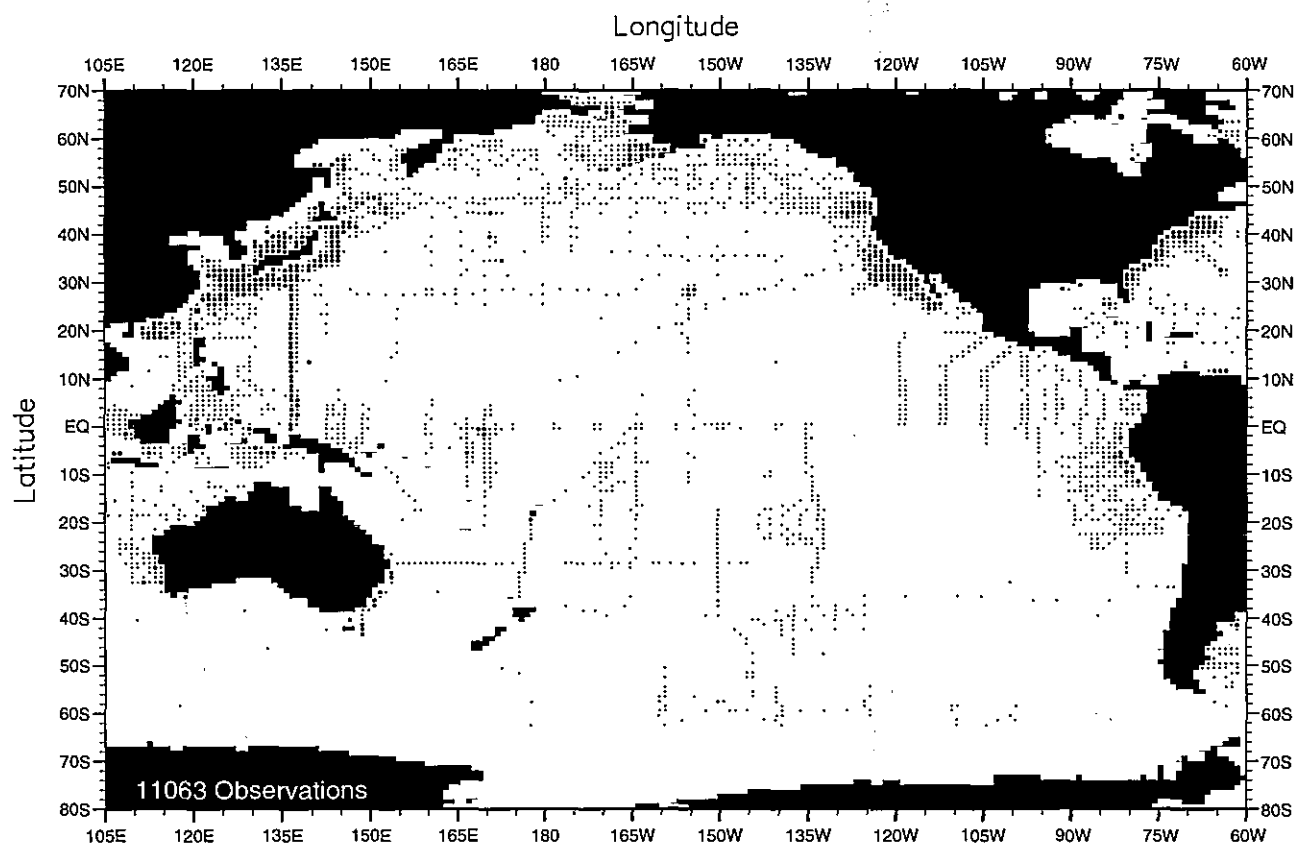 Longitude
105E 120E 135E 150E 165E 180 165W 150W 135W 120W 105W 90W 75W 60W
70N 70N
60N 60N
50N 50N
40N 40N
30N 30N
20N 20N
10N 10N
Latitude
EQ EQ
10S 10S
20S 20S
30S 30S
40S 40S
50S 50S
60S 60S
70S 70S
11063 Observations
80S 80S
105E 120E 135E 150E 165E 180 165W 150W 135W 120W 105W 90W 75W 60W